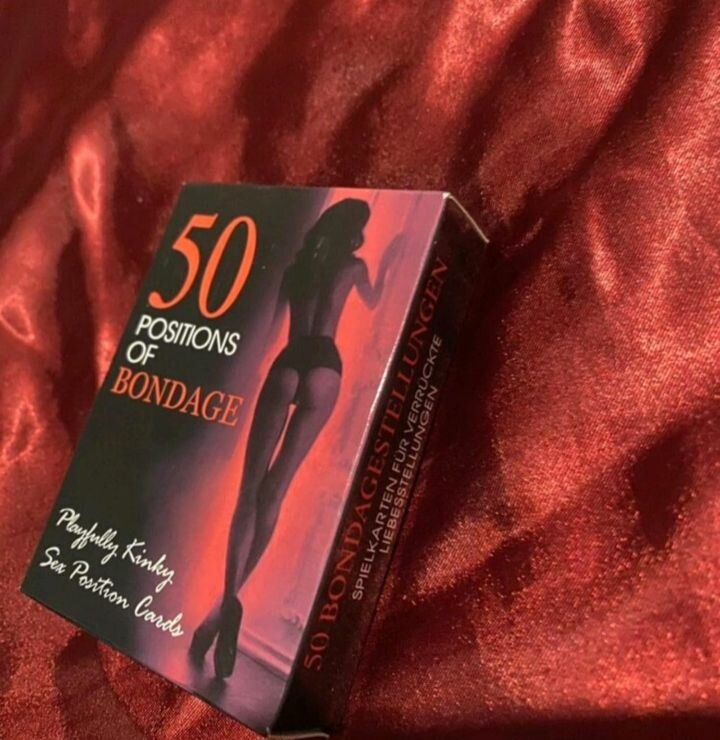 50
POSITIONS
OF
BONDAGE
Playfully Kinky
Sex Position Cards
50 BONDAGESTELLUNGEN
SPIELKARTEN FÜR VERRÜCKTE
LIEBESSTELLUNGEN